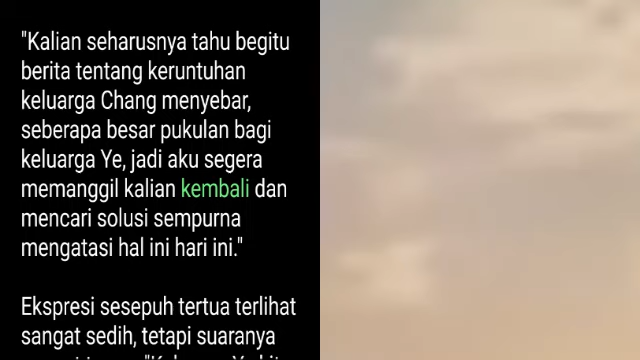 "Kalian seharusnya tahu begitu
berita tentang keruntuhan
keluarga Chang menyebar,
seberapa besar pukulan bagi
keluarga Ye, jadi aku segera
memanggil kalian kembali dan
mencari solusi sempurna
mengatasi hal ini hari ini."
Ekspresi sesepuh tertua terlihat
sangat sedih, tetapi suaranya